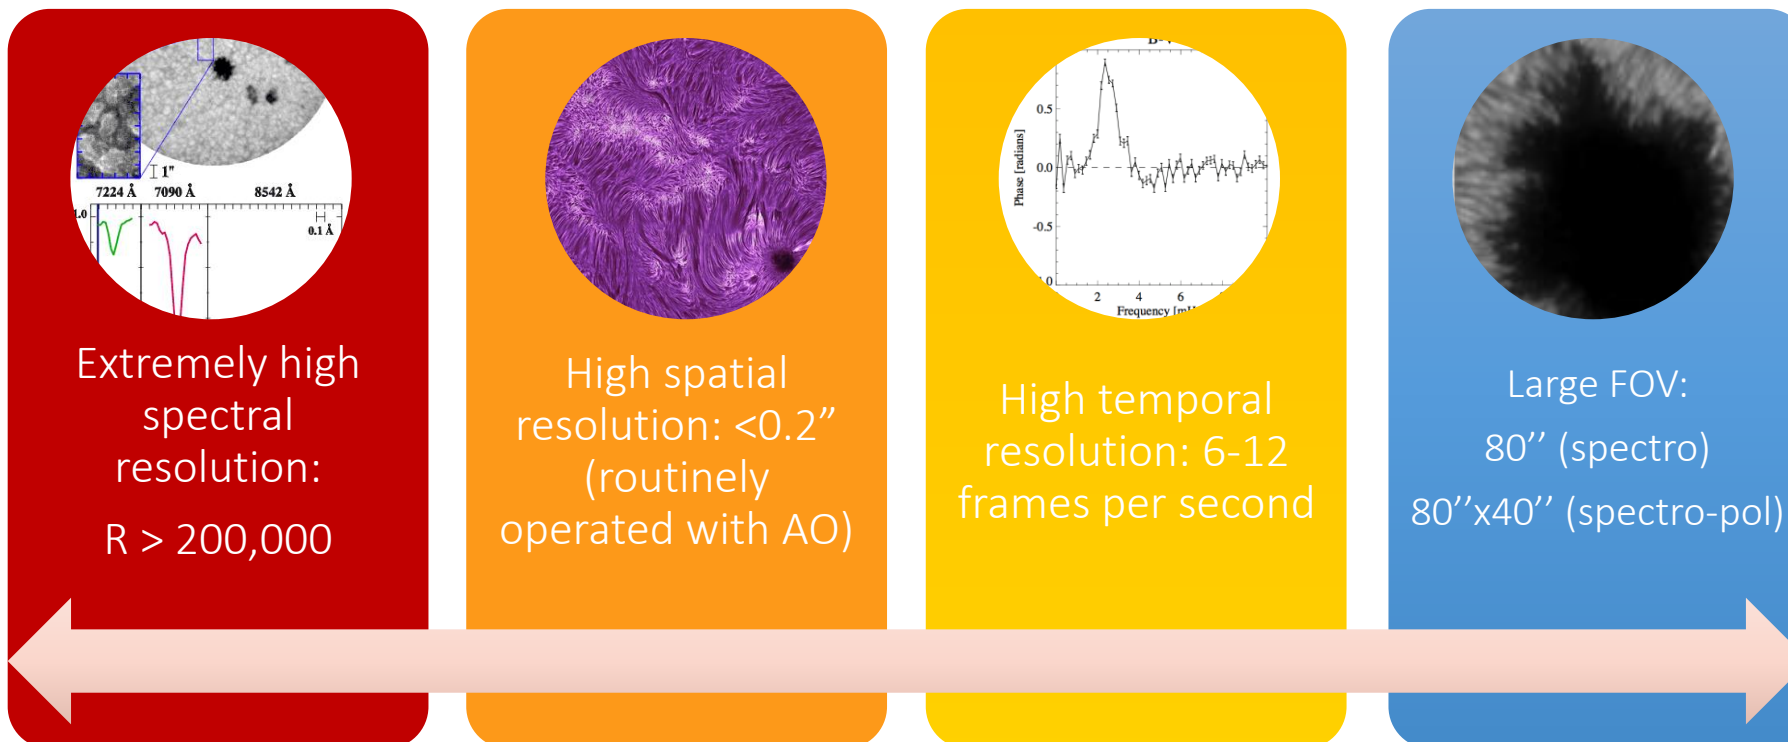 1"
7224 Å 7090 Å 8542 Å
0.1 Å
Extremely high
spectral
resolution:
R > 200,000
High spatial
resolution: <0.2”
(routinely
operated with AO)
0.5
0.0
-0.5
Phase [radians]
2 4 6
Frequency
High temporal
resolution: 6-12
frames per second
Large FOV:
80’’ (spectro)
80’’x40’’ (spectro-pol)